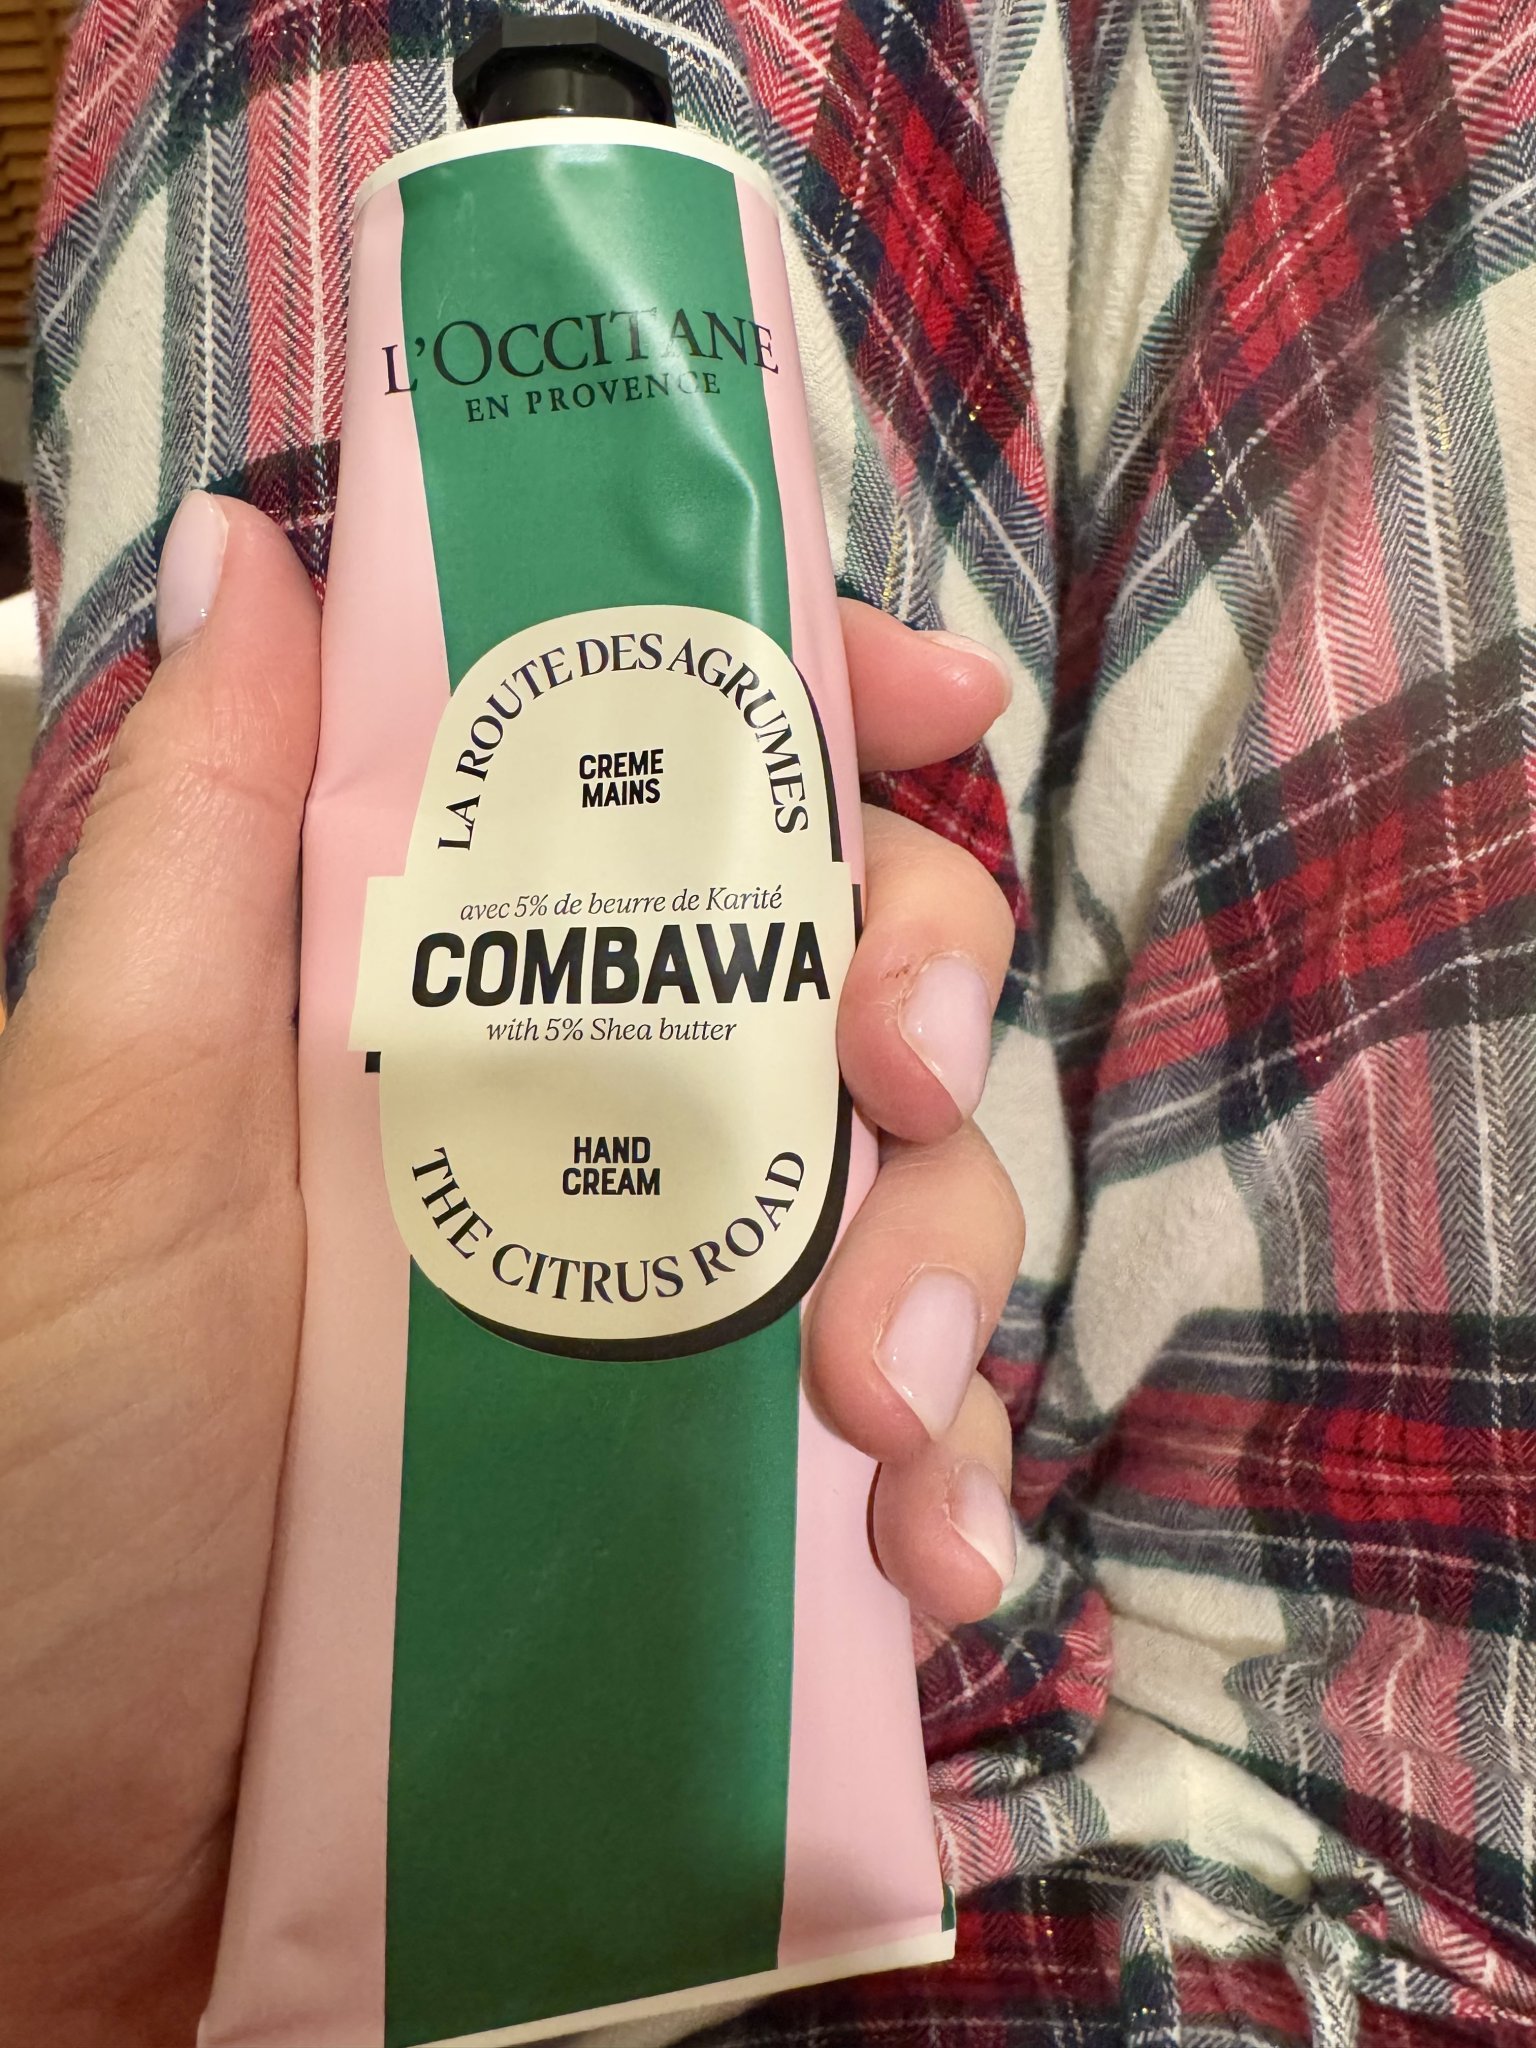 L'OCCITANE
EN PROVENCE
LA ROUTE DES AGRUMES
CREME
MAINS
avec 5% de beurre de Karité
COMBAWA
with 5% Shea butter
HAND
CREAM
THE CITRUS ROAD